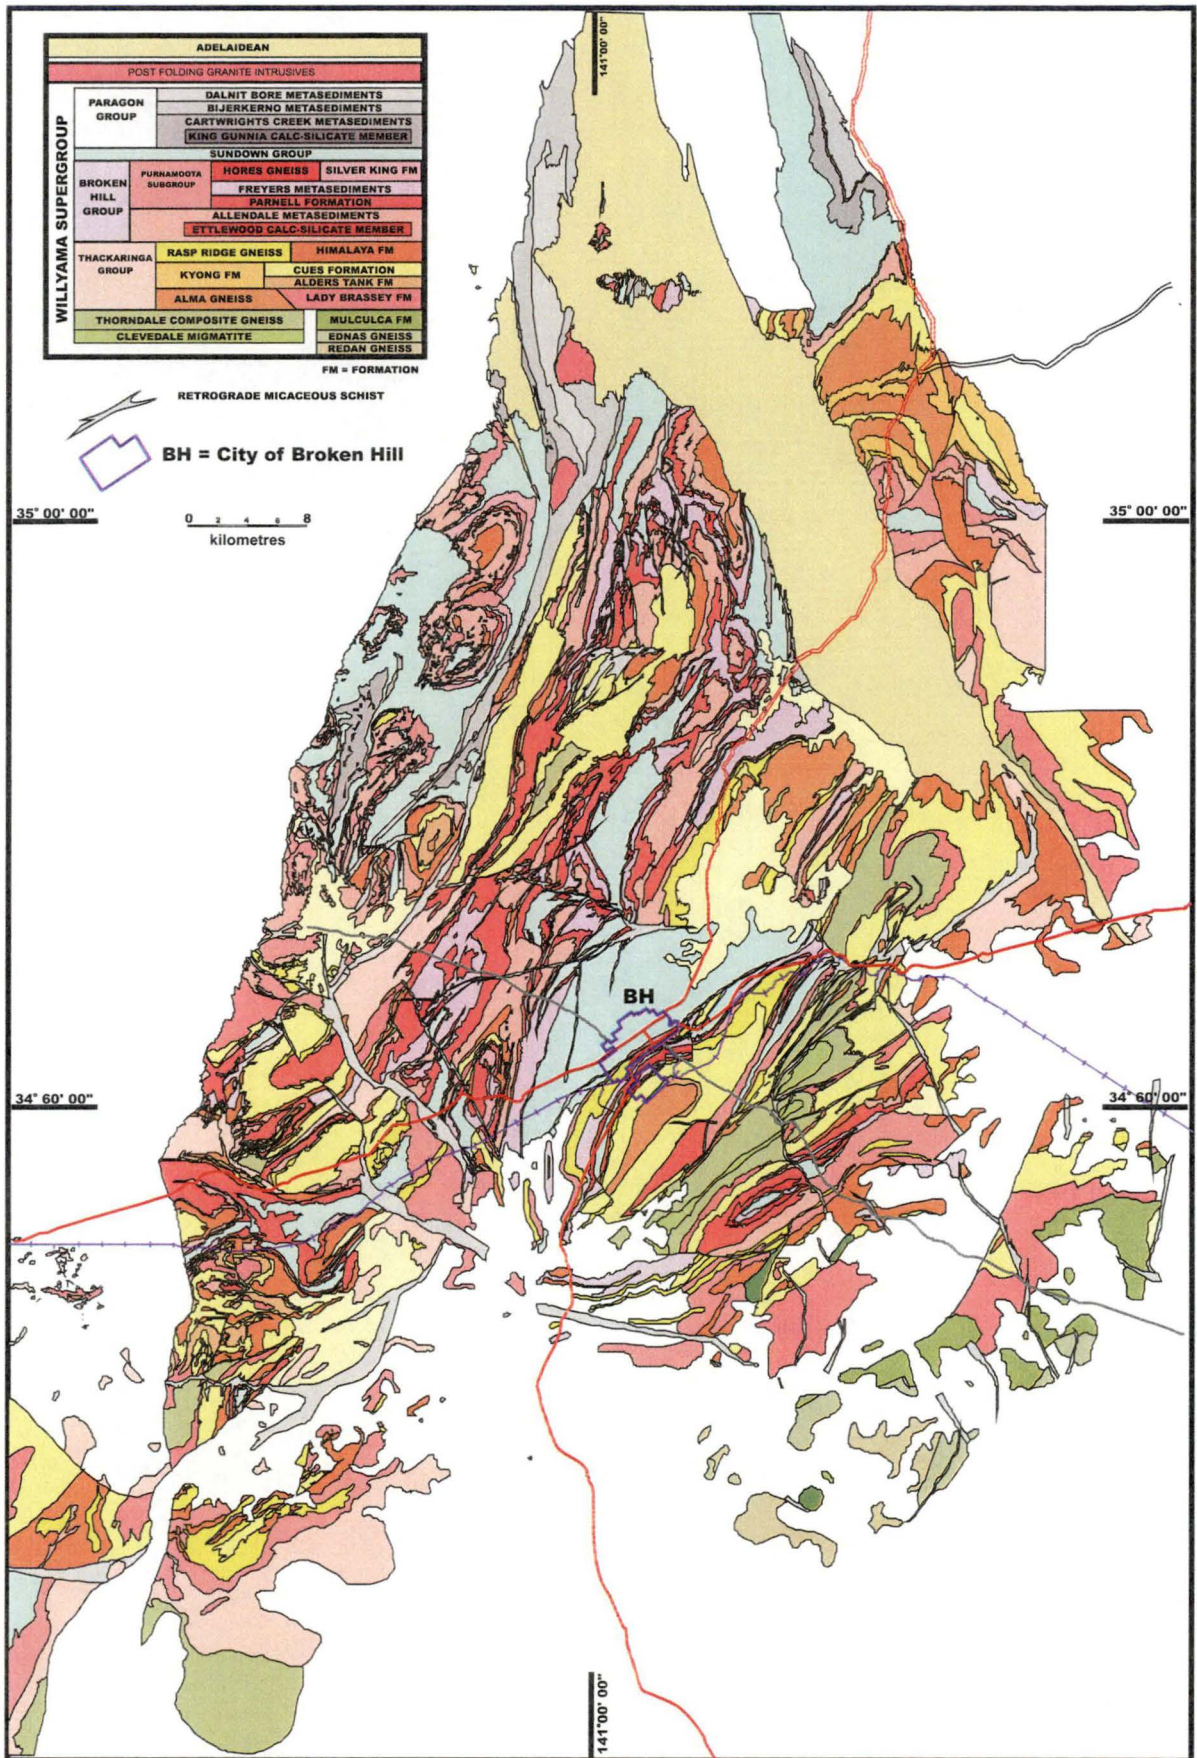 ADELAIDEAN
POST FOLDING GRANITE INTRUSIVES
WILLYAMA SUPERGROUP
PARAGON GROUP
DALNIT BORE METASEDIMENTS
BIJERKERNO METASEDIMENTS
CARTWRIGHTS CREEK METASEDIMENTS
KING GUNNIA CALC-SILICATE MEMBER
SUNDOWN GROUP
BROKEN HILL GROUP
PURNAMOOTA SUBGROUP
HORES GNEISS
SILVER KING FM
FREYERS METASEDIMENTS
PARNELL FORMATION
ALLENDALE METASEDIMENTS
ETTLEWOOD CALC-SILICATE MEMBER
THACKARINGA GROUP
RASP RIDGE GNEISS
HIMALAYA FM
KYONG FM
CUES FORMATION
ALDERS TANK FM
ALMA GNEISS
LADY BRASSEY FM
THORNDALE COMPOSITE GNEISS
MULCULCA FM
CLEVEDALE MIGMATITE
EDNAS GNEISS
REDAN GNEISS
FM = FORMATION
RETROGRADE MICACEOUS SCHIST
BH = City of Broken Hill
0 2 4 6 8
kilometres
141°00' 00"
35° 00' 00"
35° 00' 00"
BH
34° 60' 00"
34° 60' 00"
141°00' 00"